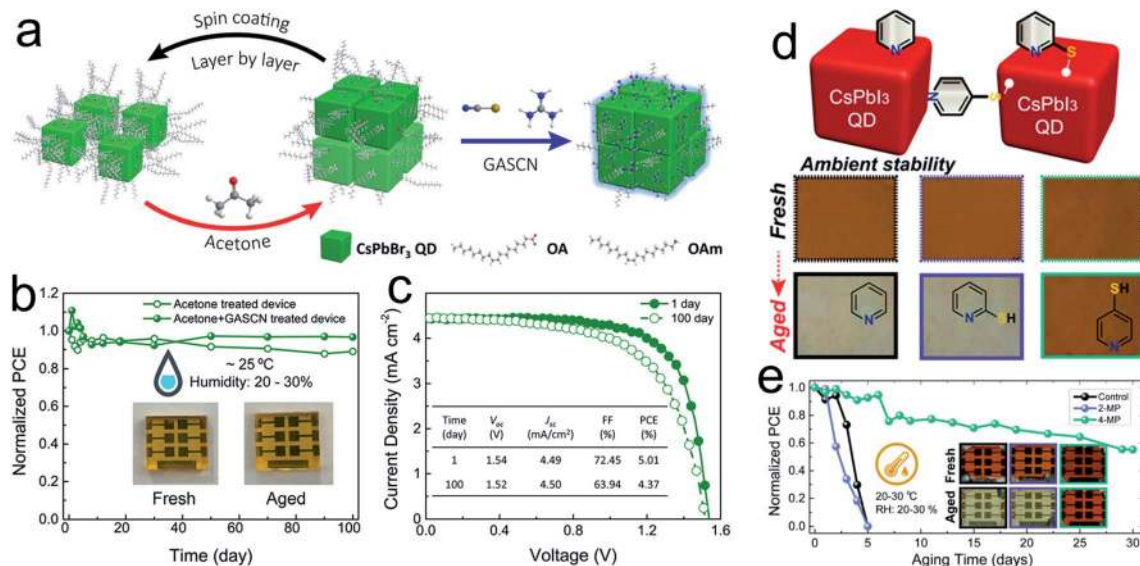 a
Spin coating
Layer by layer
Acetone
GASCN
CsPbBr3 QD
OA
OAm
b
Normalized PCE
1.2
1.0
0.8
0.6
0.4
0.2
0.0
Acetone treated device
Acetone+GASCN treated device
~ 25 ºC
Humidity: 20 - 30%
Fresh
Aged
0 20 40 60 80 100
Time (day)
c
Current Density (mA cm-2)
5
4
3
2
1
0
1 day
100 day
Time (day) Voc (V) Jsc (mA/cm2) FF (%) PCE (%)
1 1.54 4.49 72.45 5.01
100 1.52 4.50 63.94 4.37
0.0 0.4 0.8 1.2 1.6
Voltage (V)
d
N
N
S
CsPbI3
QD
N
S
CsPbI3
QD
Ambient stability
Fresh
Aged
N
N
SH
SH
N
e
Normalized PCE
1.0
0.8
0.6
0.4
0.2
0.0
Control
2-MP
4-MP
20-30 ℃
RH: 20-30 %
Fresh
Aged
0 5 10 15 20 25 30
Aging Time (days)